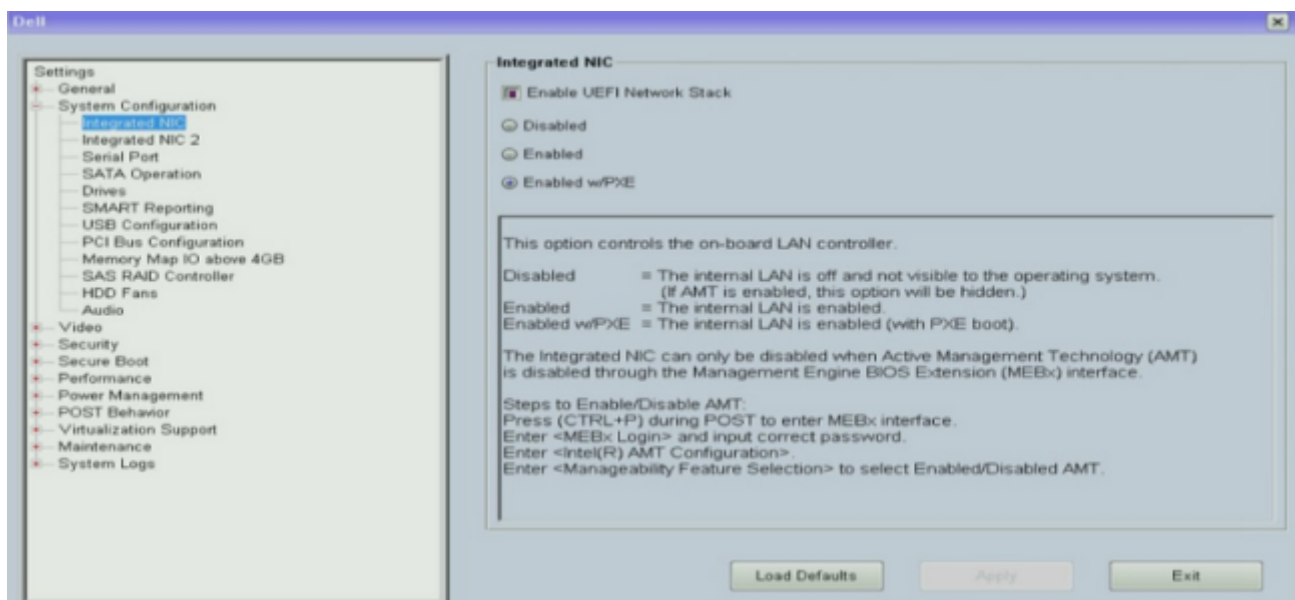 Dell
Settings
General
System Configuration
Integrated NIC
Integrated NIC 2
Serial Port
SATA Operation
Drives
SMART Reporting
USB Configuration
PCI Bus Configuration
Memory Map IO above 4GB
SAS RAID Controller
HDD Fans
Audio
Video
Security
Secure Boot
Performance
Power Management
POST Behavior
Virtualization Support
Maintenance
System Logs
Integrated NIC
Enable UEFI Network Stack
Disabled
Enabled
Enabled w/PXE
This option controls the on-board LAN controller.
Disabled = The internal LAN is off and not visible to the operating system.
(If AMT is enabled, this option will be hidden.)
Enabled = The internal LAN is enabled.
Enabled w/PXE = The internal LAN is enabled (with PXE boot).
The Integrated NIC can only be disabled when Active Management Technology (AMT)
is disabled through the Management Engine BIOS Extension (MEBx) interface.
Steps to Enable/Disable AMT:
Press (CTRL+P) during POST to enter MEBx interface.
Enter <MEBx Login> and input correct password.
Enter <Intel(R) AMT Configuration>.
Enter <Manageability Feature Selection> to select Enabled/Disabled AMT.
Load Defaults
Apply
Exit